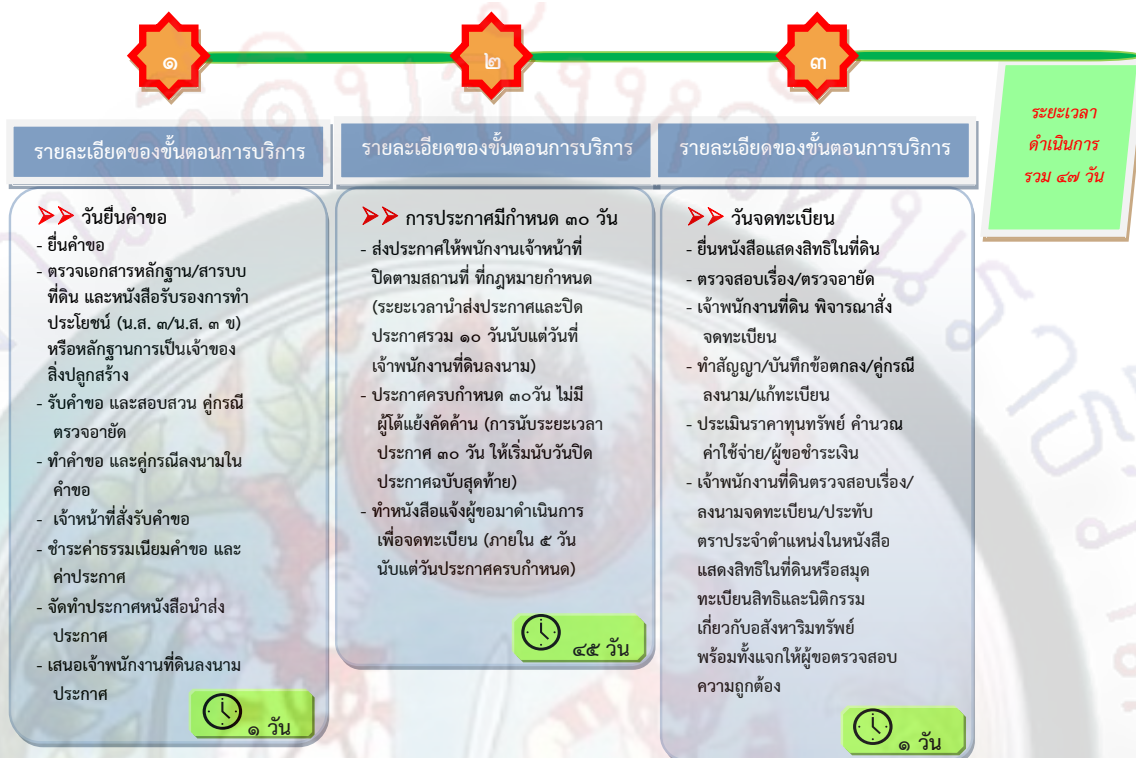 ๑
๒
๓
ระยะเวลา
ดำเนินการ
รวม ๔๗ วัน
รายละเอียดของขั้นตอนการบริการ
วันยื่นคำขอ
- ยื่นคำขอ
- ตรวจเอกสารหลักฐาน/สารบบ
ที่ดิน และหนังสือรับรองการทำ
ประโยชน์ (น.ส. ๓/น.ส. ๓ ข)
หรือหลักฐานการเป็นเจ้าของ
สิ่งปลูกสร้าง
- รับคำขอ และสอบสวน คู่กรณี
ตรวจอายัด
- ทำคำขอ และคู่กรณีลงนามใน
คำขอ
- เจ้าหน้าที่สั่งรับคำขอ
- ชำระค่าธรรมเนียมคำขอ และ
ค่าประกาศ
- จัดทำประกาศหนังสือนำส่ง
ประกาศ
- เสนอเจ้าพนักงานที่ดินลงนาม
ประกาศ
๑ วัน
รายละเอียดของขั้นตอนการบริการ
การประกาศมีกำหนด ๓๐ วัน
- ส่งประกาศให้พนักงานเจ้าหน้าที่
ปิดตามสถานที่ ที่กฎหมายกำหนด
(ระยะเวลานำส่งประกาศและปิด
ประกาศรวม ๑๐ วันนับแต่วันที่
เจ้าพนักงานที่ดินลงนาม)
- ประกาศครบกำหนด ๓๐วัน ไม่มี
ผู้โต้แย้งคัดค้าน (การนับระยะเวลา
ประกาศ ๓๐ วัน ให้เริ่มนับวันปิด
ประกาศฉบับสุดท้าย)
- ทำหนังสือแจ้งผู้ขอมาดำเนินการ
เพื่อจดทะเบียน (ภายใน ๕ วัน
นับแต่วันประกาศครบกำหนด)
๔๕ วัน
รายละเอียดของขั้นตอนการบริการ
วันจดทะเบียน
- ยื่นหนังสือแสดงสิทธิในที่ดิน
- ตรวจสอบเรื่อง/ตรวจอายัด
- เจ้าพนักงานที่ดิน พิจารณาสั่ง
จดทะเบียน
- ทำสัญญา/บันทึกข้อตกลง/คู่กรณี
ลงนาม/แก้ทะเบียน
- ประเมินราคาทุนทรัพย์ คำนวณ
ค่าใช้จ่าย/ผู้ขอชำระเงิน
- เจ้าพนักงานที่ดินตรวจสอบเรื่อง/
ลงนามจดทะเบียน/ประทับ
ตราประจำตำแหน่งในหนังสือ
แสดงสิทธิในที่ดินหรือสมุด
ทะเบียนสิทธิและนิติกรรม
เกี่ยวกับอสังหาริมทรัพย์
พร้อมทั้งแจกให้ผู้ขอตรวจสอบ
ความถูกต้อง
๑ วัน